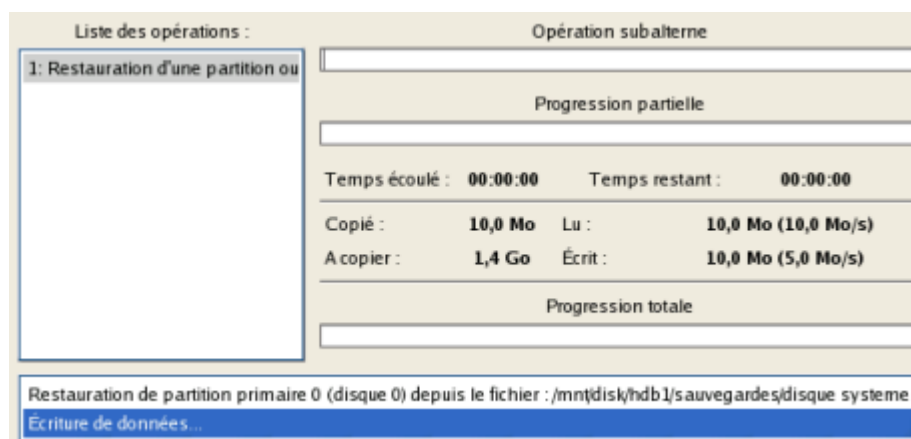 Liste des opérations :
Opération subalterne
1: Restauration d'une partition ou
Progression partielle
Temps écoulé : 00:00:00 Temps restant : 00:00:00
Copié : 10,0 Mo Lu : 10,0 Mo (10,0 Mo/s)
A copier : 1,4 Go Écrit : 10,0 Mo (5,0 Mo/s)
Progression totale
Restauration de partition primaire 0 (disque 0) depuis le fichier : /mnt/disk/hdb1/sauvegardes/disque systeme
Écriture de données...